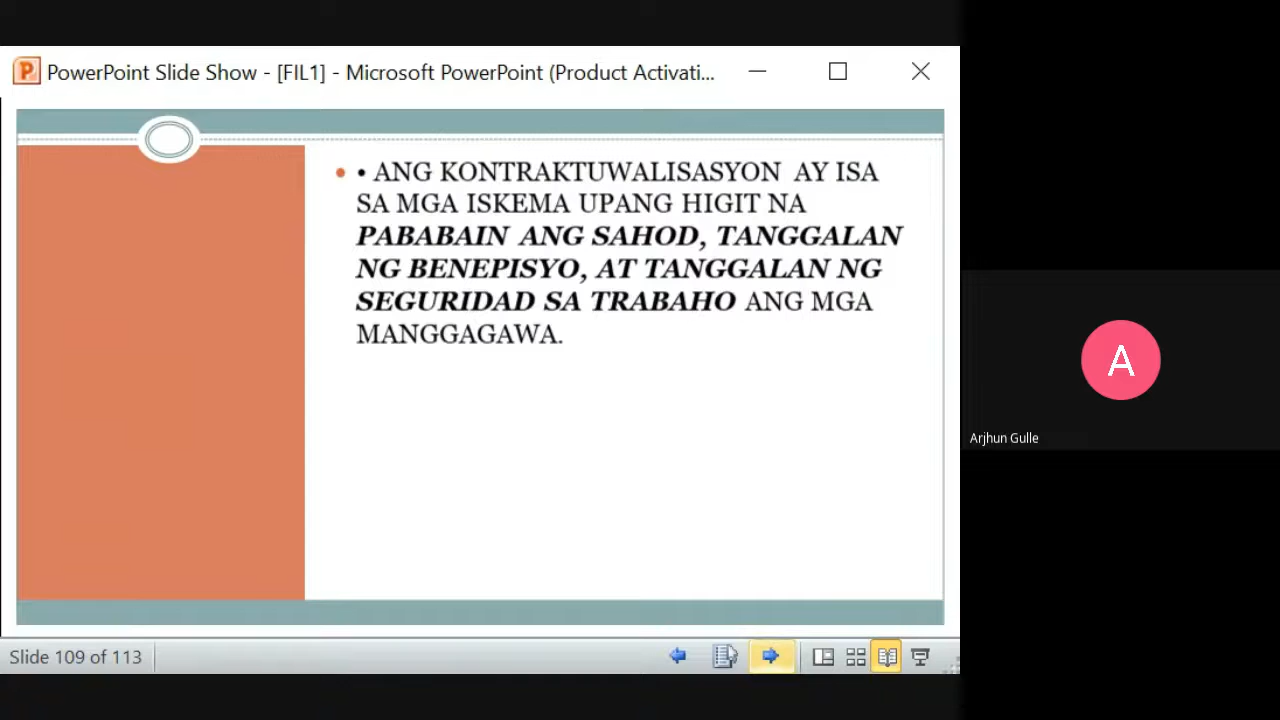 PowerPoint Slide Show - [FIL1] - Microsoft PowerPoint (Product Activati...
• • ANG KONTRAKTUWALISASYON AY ISA
SA MGA ISKEMA UPANG HIGIT NA
PABABAIN ANG SAHOD, TANGGALAN
NG BENEPISYO, AT TANGGALAN NG
SEGURIDAD SA TRABAHO ANG MGA
MANGGAGAWA.
A
Arjhun Gulle
Slide 109 of 113